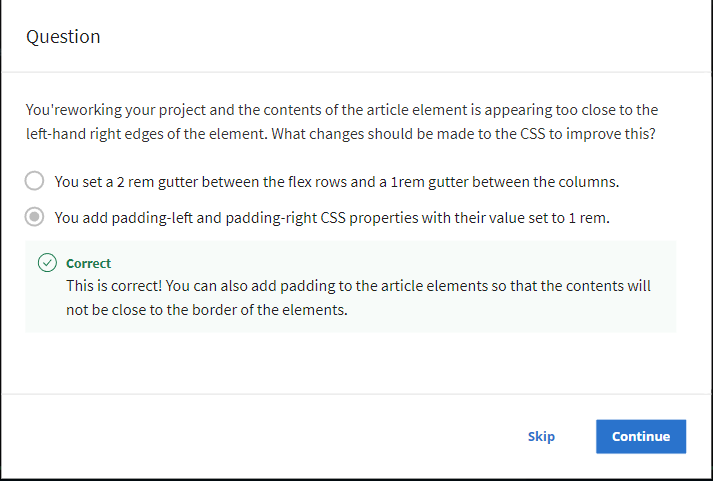 Question
You'reworking your project and the contents of the article element is appearing too close to the
left-hand right edges of the element. What changes should be made to the CSS to improve this?
You set a 2 rem gutter between the flex rows and a 1rem gutter between the columns.
You add padding-left and padding-right CSS properties with their value set to 1 rem.
Correct
This is correct! You can also add padding to the article elements so that the contents will
not be close to the border of the elements.
Skip
Continue